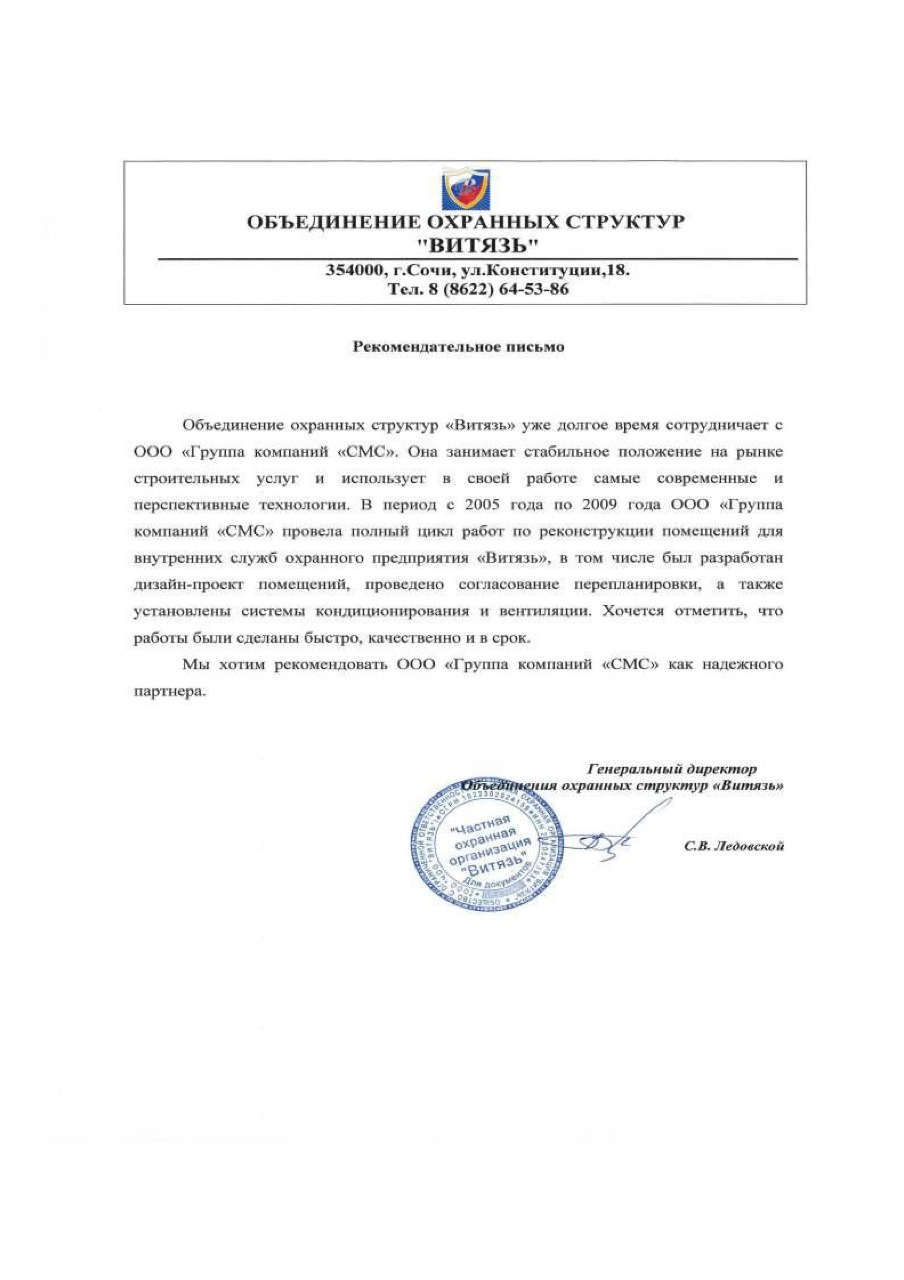 ОБЪЕДИНЕНИЕ ОХРАННЫХ СТРУКТУР
"ВИТЯЗЬ"
354000, г.Сочи, ул.Конституции,18.
Тел. 8 (8622) 64-53-86
Рекомендательное письмо
Объединение охранных структур «Витязь» уже долгое время сотрудничает с
ООО «Группа компаний «СМС». Она занимает стабильное положение на рынке
строительных услуг и использует в своей работе самые современные и
перспективные технологии. В период с 2005 года по 2009 года ООО «Группа
компаний «СМС» провела полный цикл работ по реконструкции помещений для
внутренних служб охранного предприятия «Витязь», в том числе был разработан
дизайн-проект помещений, проведено согласование перепланировки, а также
установлены системы кондиционирования и вентиляции. Хочется отметить, что
работы были сделаны быстро, качественно и в срок.
Мы хотим рекомендовать ООО «Группа компаний «СМС» как надежного
партнера.
Генеральный директор
Объединения охранных структур «Витязь»
С.В. Ледовской
"Частная
охранная
организация
"Витязь"
Для документов